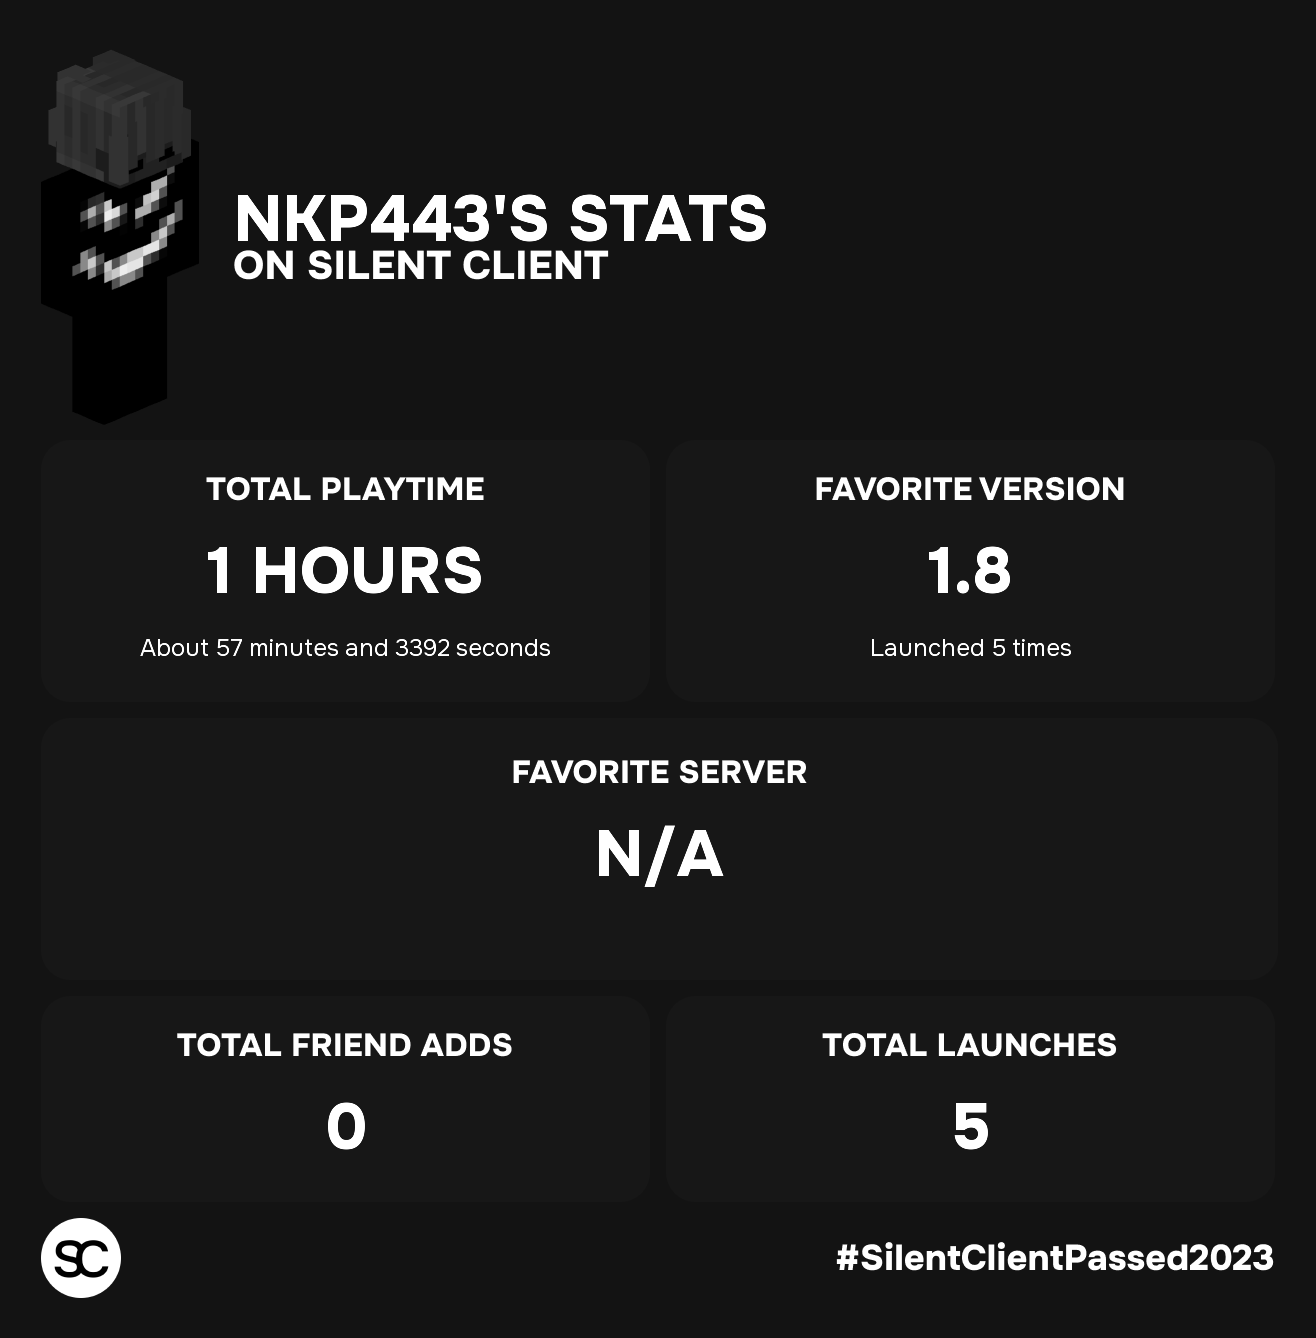 NKP443'S STATS
ON SILENT CLIENT
TOTAL PLAYTIME
1 HOURS
About 57 minutes and 3392 seconds
FAVORITE VERSION
1.8
Launched 5 times
FAVORITE SERVER
N/A
TOTAL FRIEND ADDS
0
TOTAL LAUNCHES
5
SC
#SilentClientPassed2023